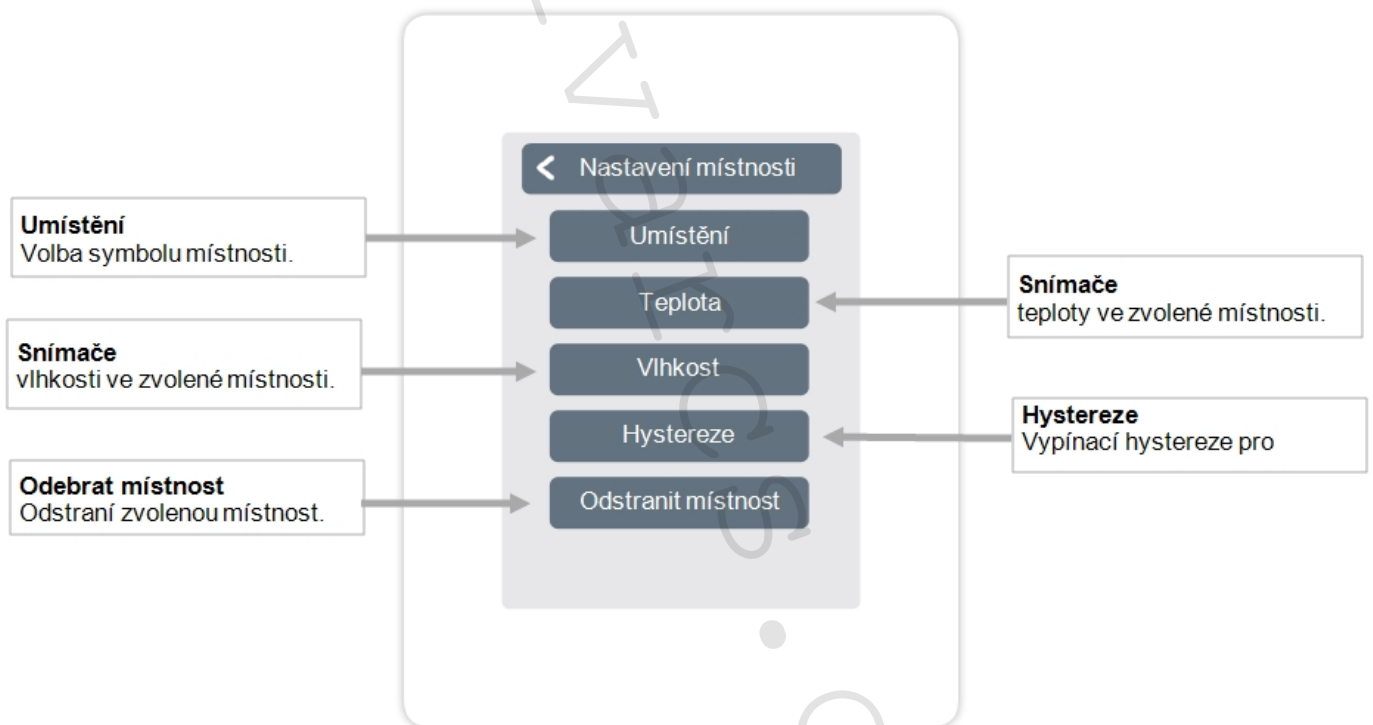 Nastavení místnosti
Umístění
Teplota
Vlhkost
Hystereze
Odstranit místnost
Umístění
Volba symbolu místnosti.
Snímače
vlhkosti ve zvolené místnosti.
Odebrat místnost
Odstraní zvolenou místnost.
Snímače
teploty ve zvolené místnosti.
Hystereze
Vypínací hystereze pro